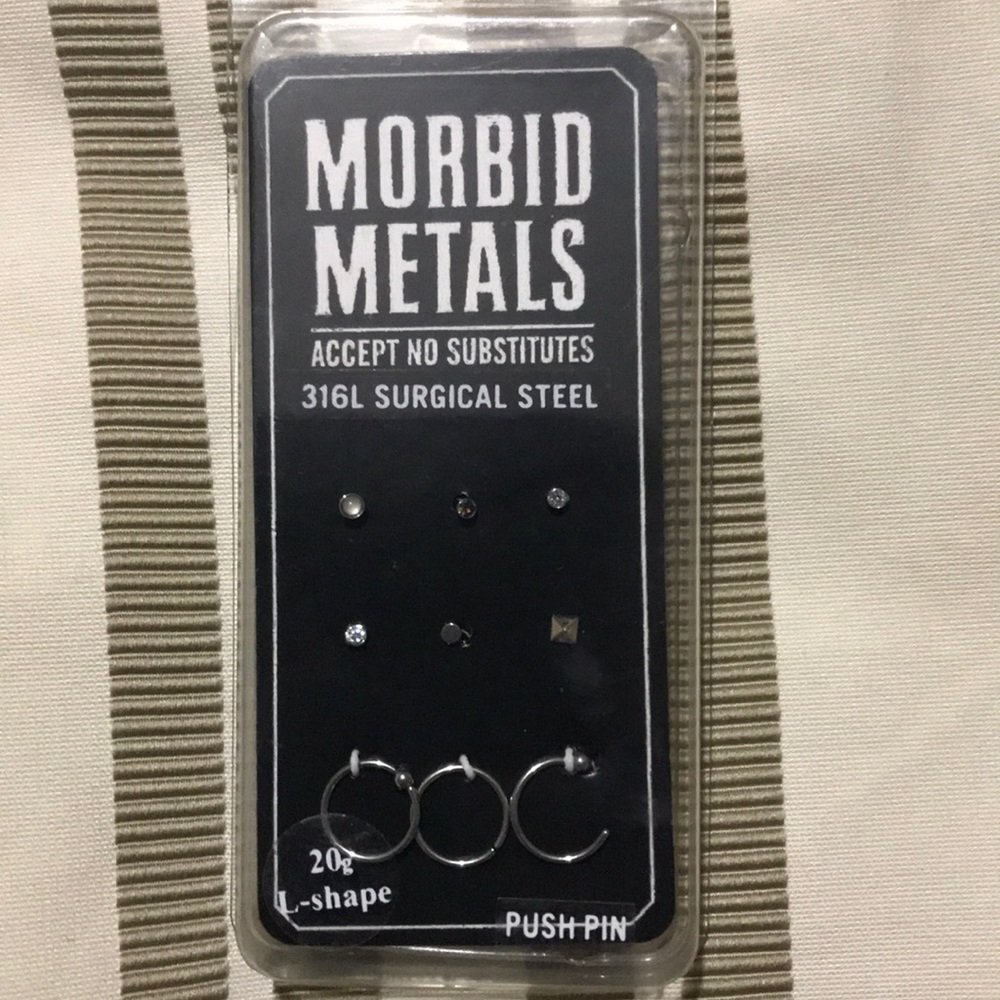 MORBID
METALS
ACCEPT NO SUBSTITUTES
316L SURGICAL STEEL
20g
L-shape
PUSH PIN